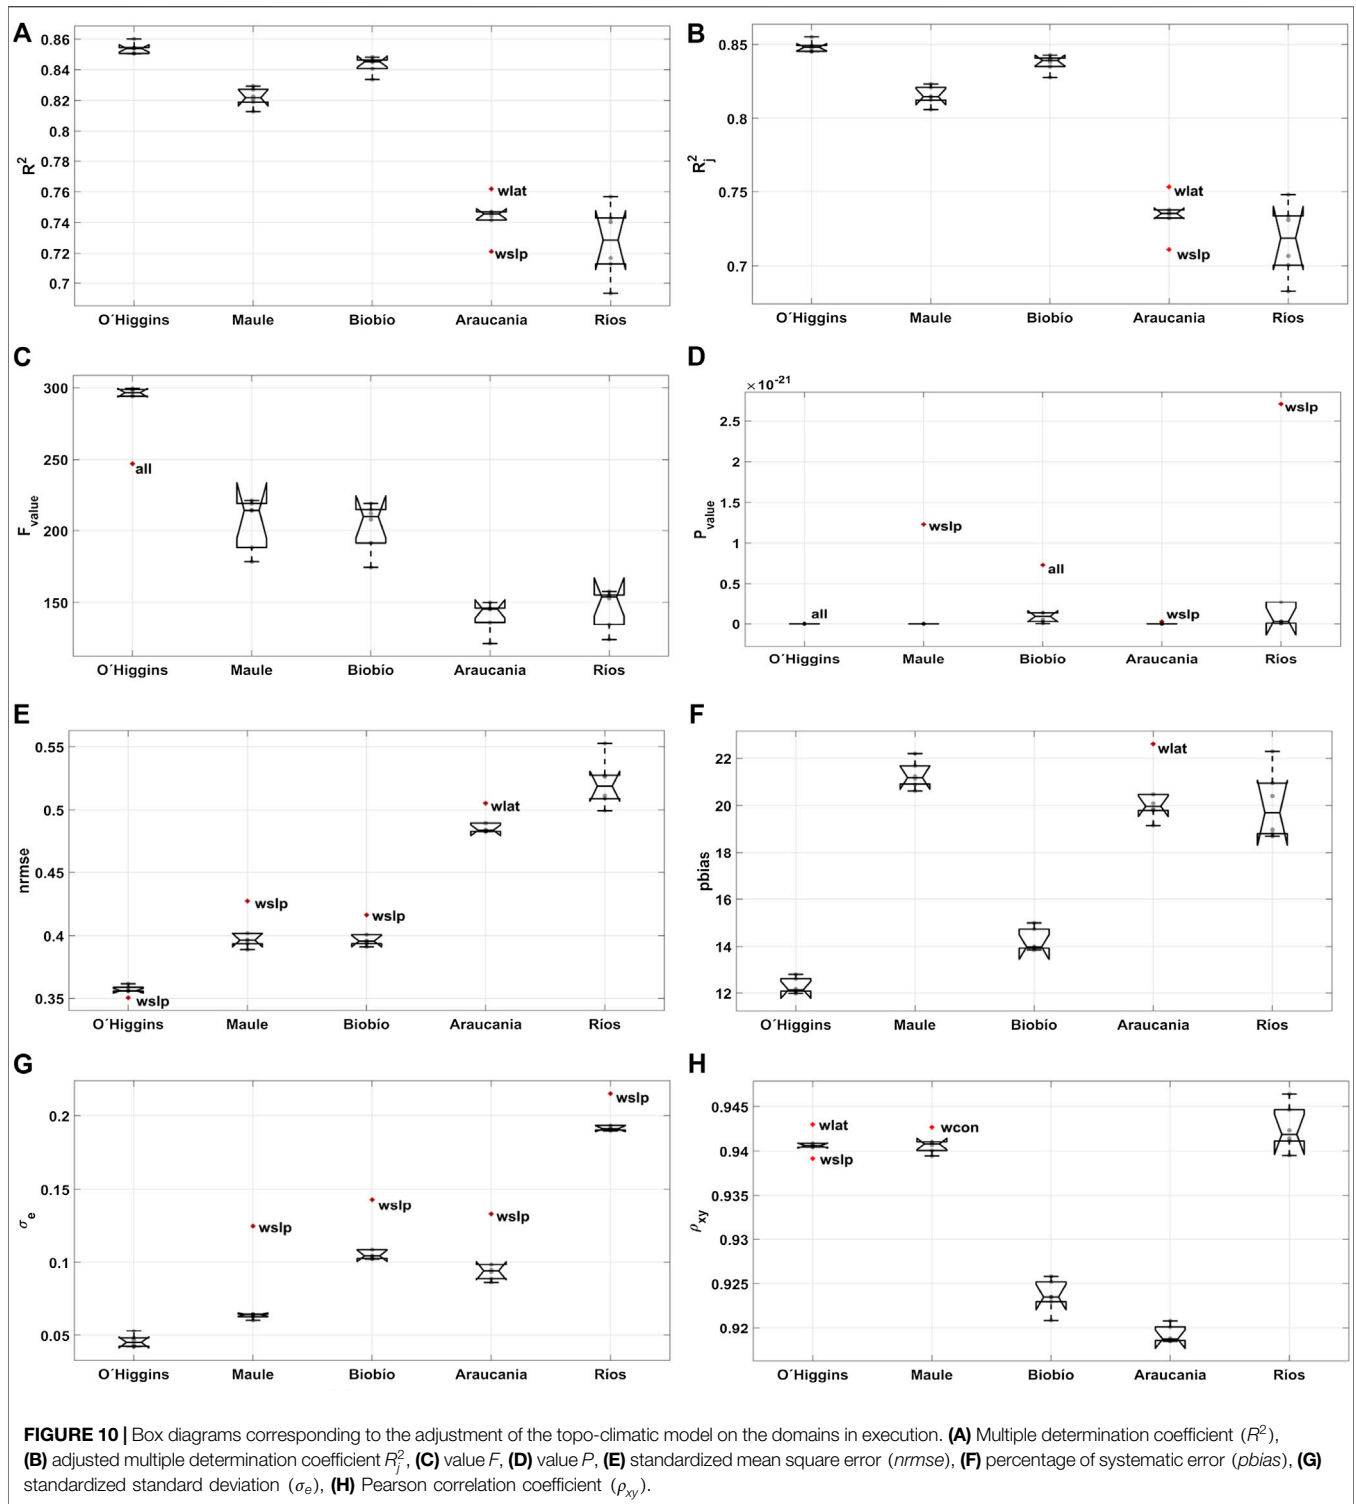 A
0.86
0.84
0.82
0.8
0.78
0.76
0.74
0.72
0.7
R²
wlat
wslp
O´Higgins Maule Biobío Araucania Ríos
B
0.85
0.8
0.75
0.7
R²j
wlat
wslp
O´Higgins Maule Biobío Araucania Ríos
C
300
250
200
150
F value
all
O´Higgins Maule Biobío Araucania Ríos
D
×10⁻²¹
2.5
2
1.5
1
0.5
0
P value
all
wslp
all
wslp
wslp
O´Higgins Maule Biobío Araucania Ríos
E
0.55
0.5
0.45
0.4
0.35
nrmse
wslp
wslp
wslp
wlat
O´Higgins Maule Biobío Araucania Ríos
F
22
20
18
16
14
12
pbias
wlat
O´Higgins Maule Biobío Araucania Ríos
G
0.2
0.15
0.1
0.05
σe
wslp
wslp
wslp
wslp
O´Higgins Maule Biobío Araucania Ríos
H
0.945
0.94
0.935
0.93
0.925
0.92
ρxy
wlat
wslp
wcon
O´Higgins Maule Biobío Araucania Ríos
FIGURE 10 | Box diagrams corresponding to the adjustment of the topo-climatic model on the domains in execution. (A) Multiple determination coefficient (R²),
(B) adjusted multiple determination coefficient R²j, (C) value F, (D) value P, (E) standardized mean square error (nrmse), (F) percentage of systematic error (pbias), (G)
standardized standard deviation (σe), (H) Pearson correlation coefficient (ρxy).